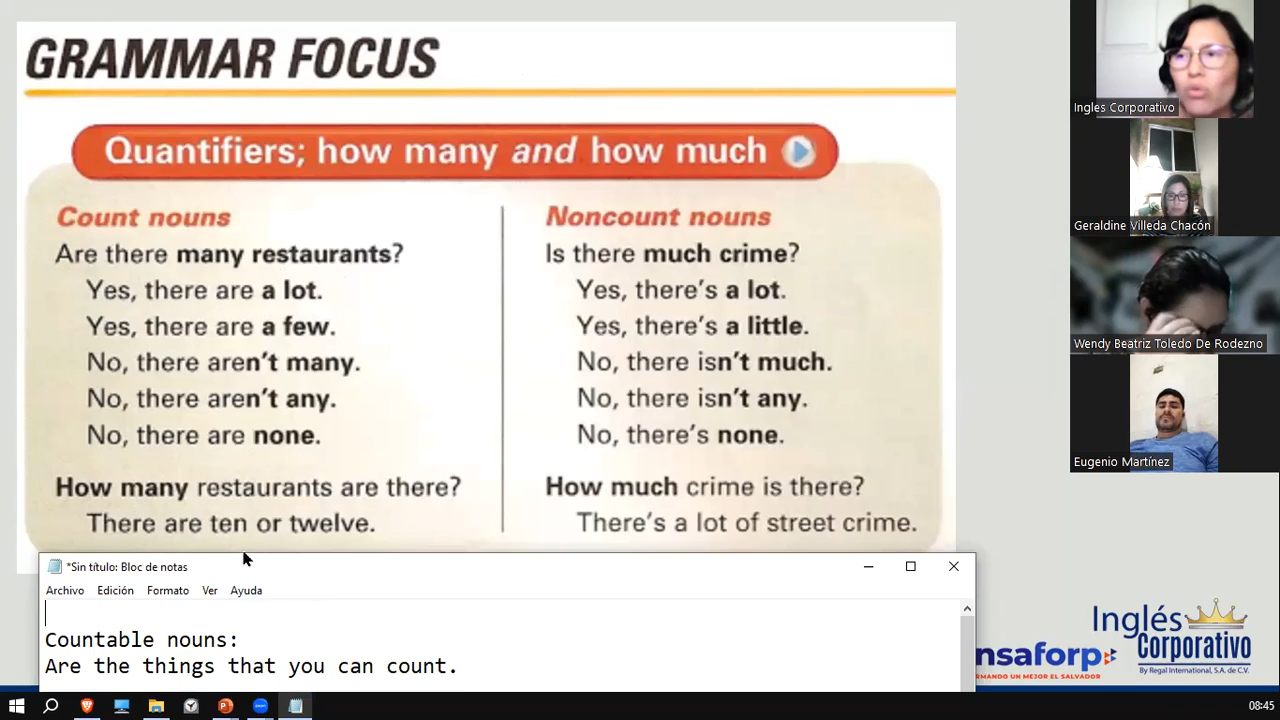 GRAMMAR FOCUS
Quantifiers; how many and how much
Count nouns
Are there many restaurants?
Yes, there are a lot.
Yes, there are a few.
No, there aren't many.
No, there aren't any.
No, there are none.
How many restaurants are there?
There are ten or twelve.
Noncount nouns
Is there much crime?
Yes, there's a lot.
Yes, there's a little.
No, there isn't much.
No, there isn't any.
No, there's none.
How much crime is there?
There's a lot of street crime.
*Sin título: Bloc de notas
Archivo Edición Formato Ver Ayuda
Countable nouns:
Are the things that you can count.
Ingles Corporativo
Geraldine Villeda Chacón
Wendy Beatriz Toledo De Rodezno
Eugenio Martínez
nsaforp
RMANDO UN MEJOR EL SALVADOR
Inglés
Corporativo
By Regal International, S.A. de C.V.
08:45